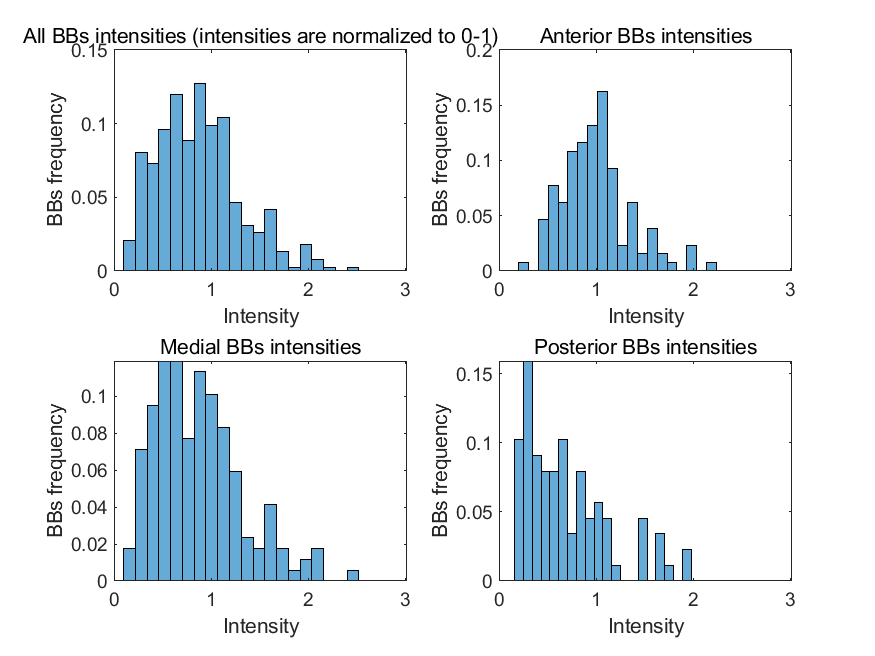 All BBs intensities (intensities are normalized to 0-1)
0.15
0.1
0.05
0
BBs frequency
0 1 2 3
Intensity
Anterior BBs intensities
0.2
0.15
0.1
0.05
0
BBs frequency
0 1 2 3
Intensity
Medial BBs intensities
0.1
0.08
0.06
0.04
0.02
0
BBs frequency
0 1 2 3
Intensity
Posterior BBs intensities
0.15
0.1
0.05
0
BBs frequency
0 1 2 3
Intensity